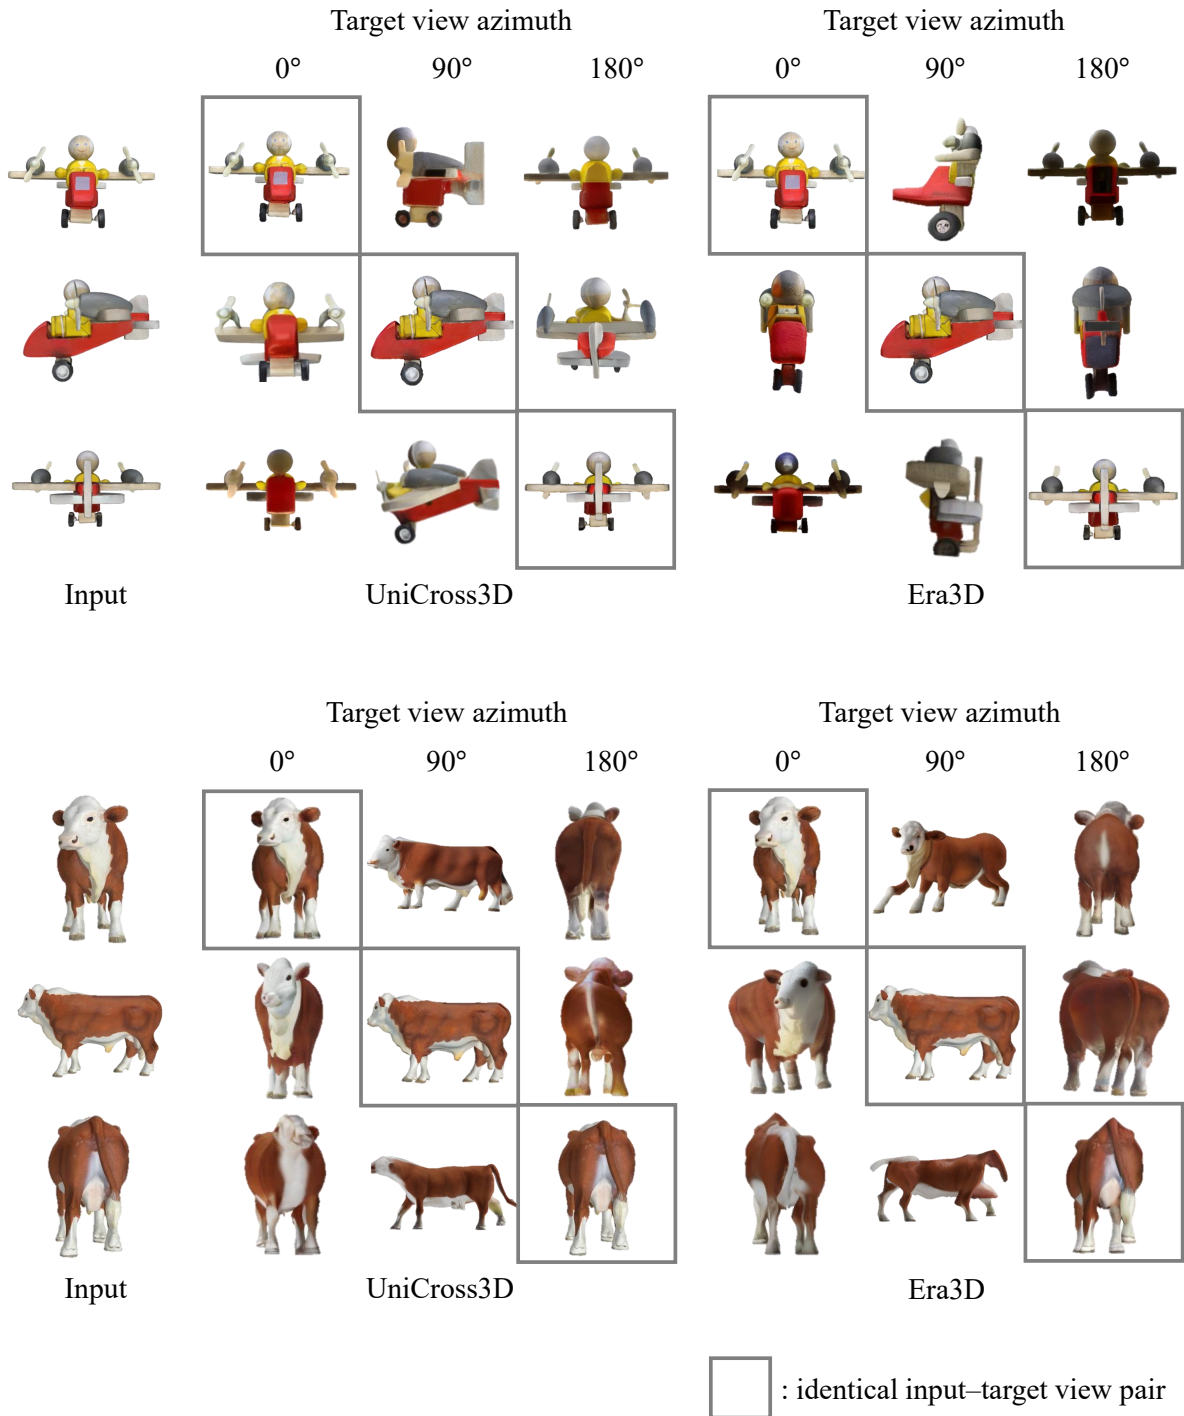 Target view azimuth Target view azimuth
0° 90° 180° 0° 90° 180°
Input UniCross3D Era3D
Target view azimuth Target view azimuth
0° 90° 180° 0° 90° 180°
Input UniCross3D Era3D
: identical input–target view pair